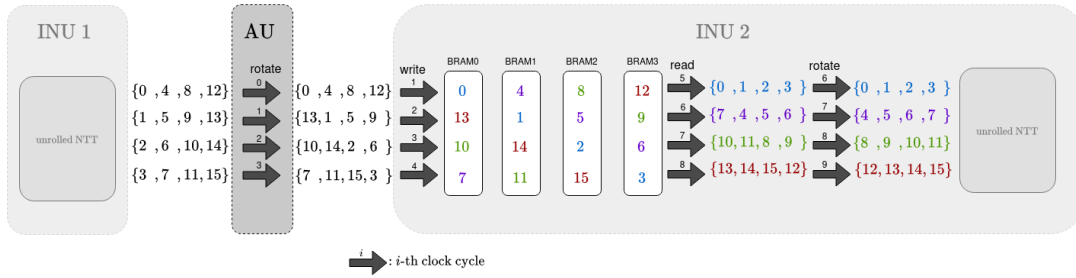 INU 1 AU INU 2
BRAM0 BRAM1 BRAM2 BRAM3
rotate write read rotate
{0 ,4 ,8 ,12} 0 {0 ,4 ,8 ,12} 1 0 4 8 12 5 {0 ,1 ,2 ,3 } 6 {0 ,1 ,2 ,3 }
{1 ,5 ,9 ,13} 1 {13,1 ,5 ,9 } 2 13 1 5 9 6 {7 ,4 ,5 ,6 } 7 {4 ,5 ,6 ,7 }
unrolled NTT unrolled NTT
{2 ,6 ,10,14} 2 {10,14,2 ,6 } 3 10 14 2 6 7 {10,11,8 ,9 } 8 {8 ,9 ,10,11}
{3 ,7 ,11,15} 3 {7 ,11,15,3 } 4 7 11 15 3 8 {13,14,15,12} 9 {12,13,14,15}
i : i-th clock cycle